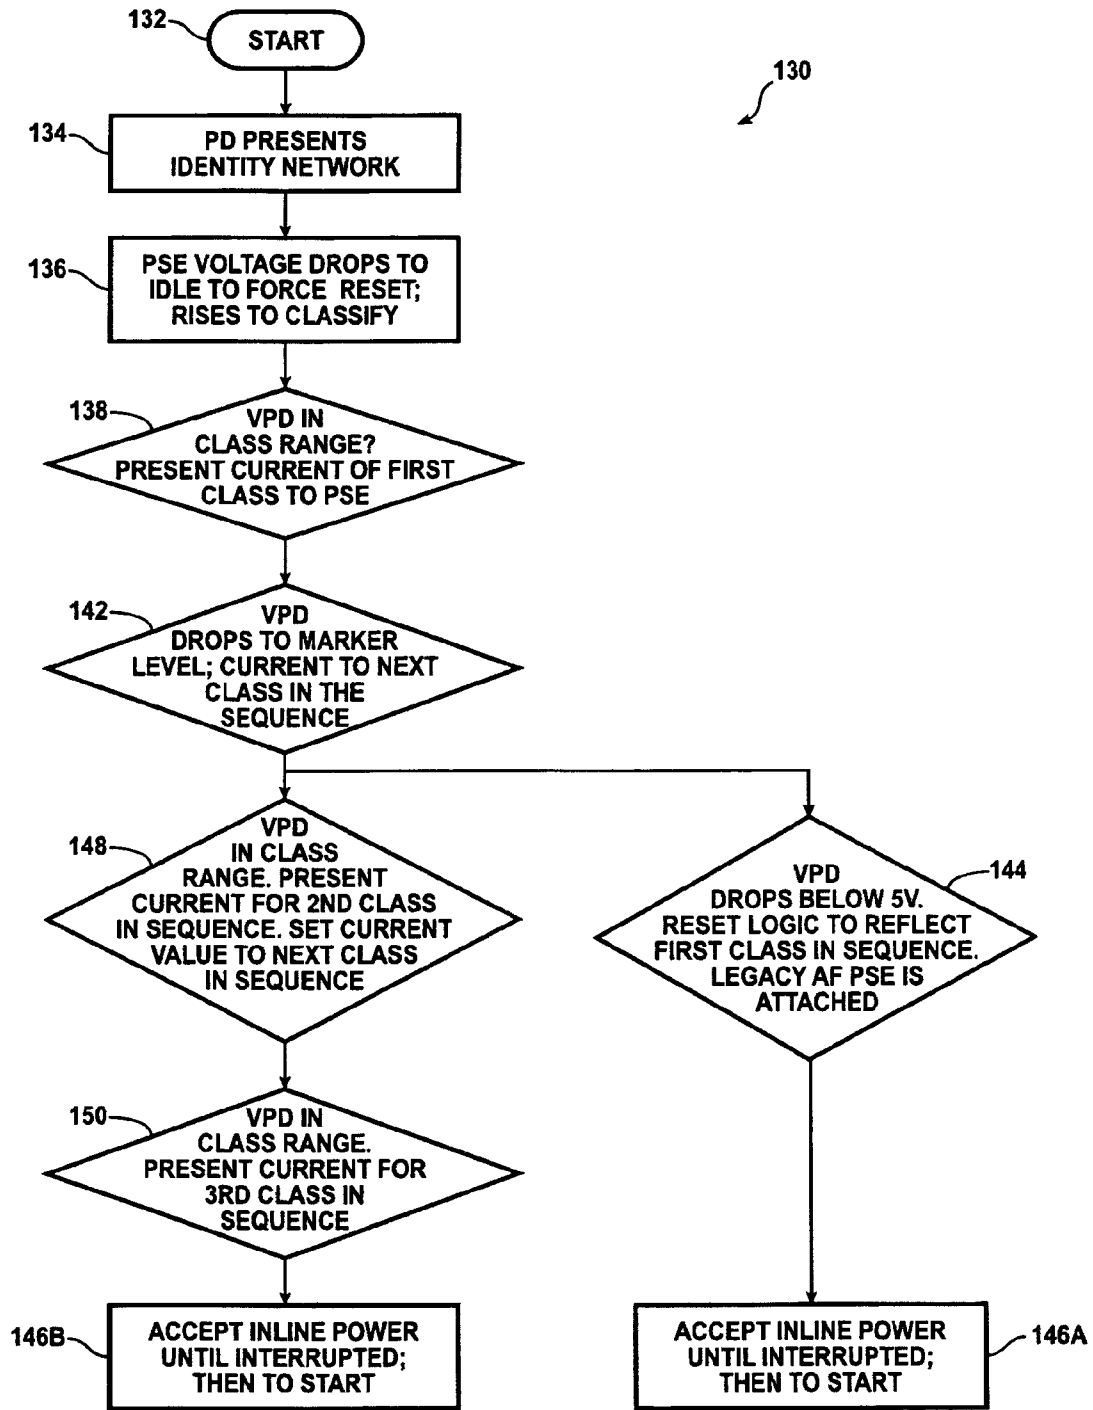 132
START
130
134
PD PRESENTS
IDENTITY NETWORK
136
PSE VOLTAGE DROPS TO
IDLE TO FORCE RESET;
RISES TO CLASSIFY
138
VPD IN
CLASS RANGE?
PRESENT CURRENT OF FIRST
CLASS TO PSE
142
VPD
DROPS TO MARKER
LEVEL; CURRENT TO NEXT
CLASS IN THE
SEQUENCE
148
VPD
IN CLASS
RANGE. PRESENT
CURRENT FOR 2ND CLASS
IN SEQUENCE. SET CURRENT
VALUE TO NEXT CLASS
IN SEQUENCE
144
VPD
DROPS BELOW 5V.
RESET LOGIC TO REFLECT
FIRST CLASS IN SEQUENCE.
LEGACY AF PSE IS
ATTACHED
150
VPD IN
CLASS RANGE.
PRESENT CURRENT FOR
3RD CLASS IN
SEQUENCE
146B
ACCEPT INLINE POWER
UNTIL INTERRUPTED;
THEN TO START
146A
ACCEPT INLINE POWER
UNTIL INTERRUPTED;
THEN TO START